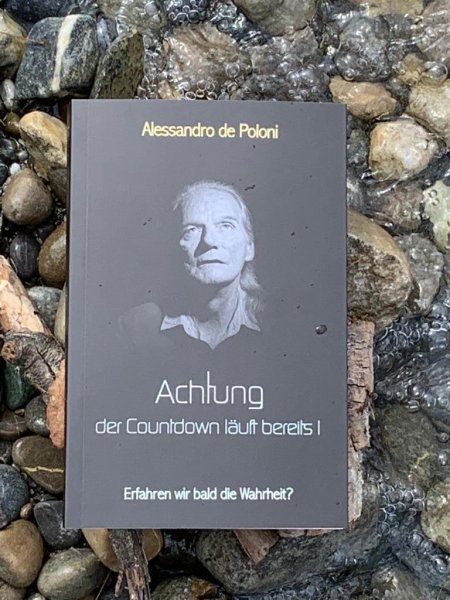 Alessandro de Poloni
Achtung
der Countdown läuft bereits !
Erfahren wir bald die Wahrheit?